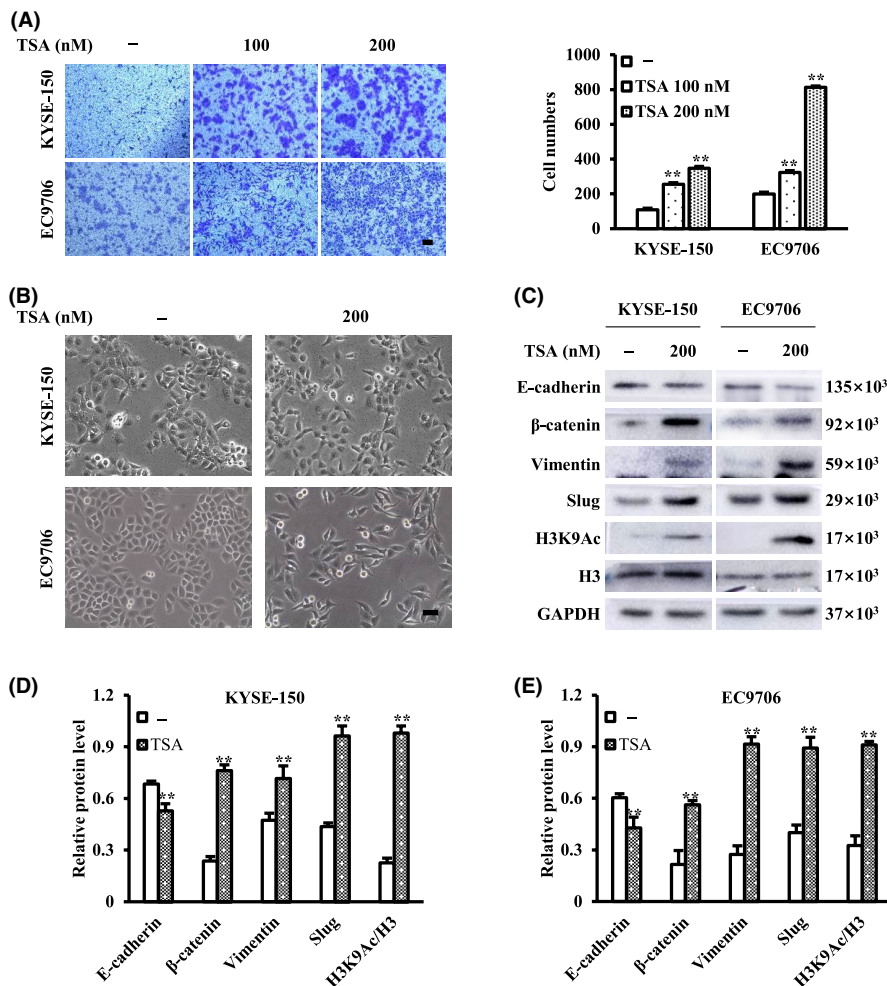 (A)
TSA (nM) – 100 200
KYSE-150
EC9706
Cell numbers
1000
800
600
400
200
0
–
TSA 100 nM
TSA 200 nM
** ** ** **
KYSE-150 EC9706
(B)
TSA (nM) – 200
KYSE-150
EC9706
(C)
KYSE-150 EC9706
TSA (nM) – 200 – 200
E-cadherin 135×10³
β-catenin 92×10³
Vimentin 59×10³
Slug 29×10³
H3K9Ac 17×10³
H3 17×10³
GAPDH 37×10³
(D)
KYSE-150
Relative protein level
1.2
0.9
0.6
0.3
0
–
TSA
** ** ** ** **
E-cadherin β-catenin Vimentin Slug H3K9Ac/H3
(E)
EC9706
Relative protein level
1.2
0.9
0.6
0.3
0
–
TSA
** ** ** ** **
E-cadherin β-catenin Vimentin Slug H3K9Ac/H3